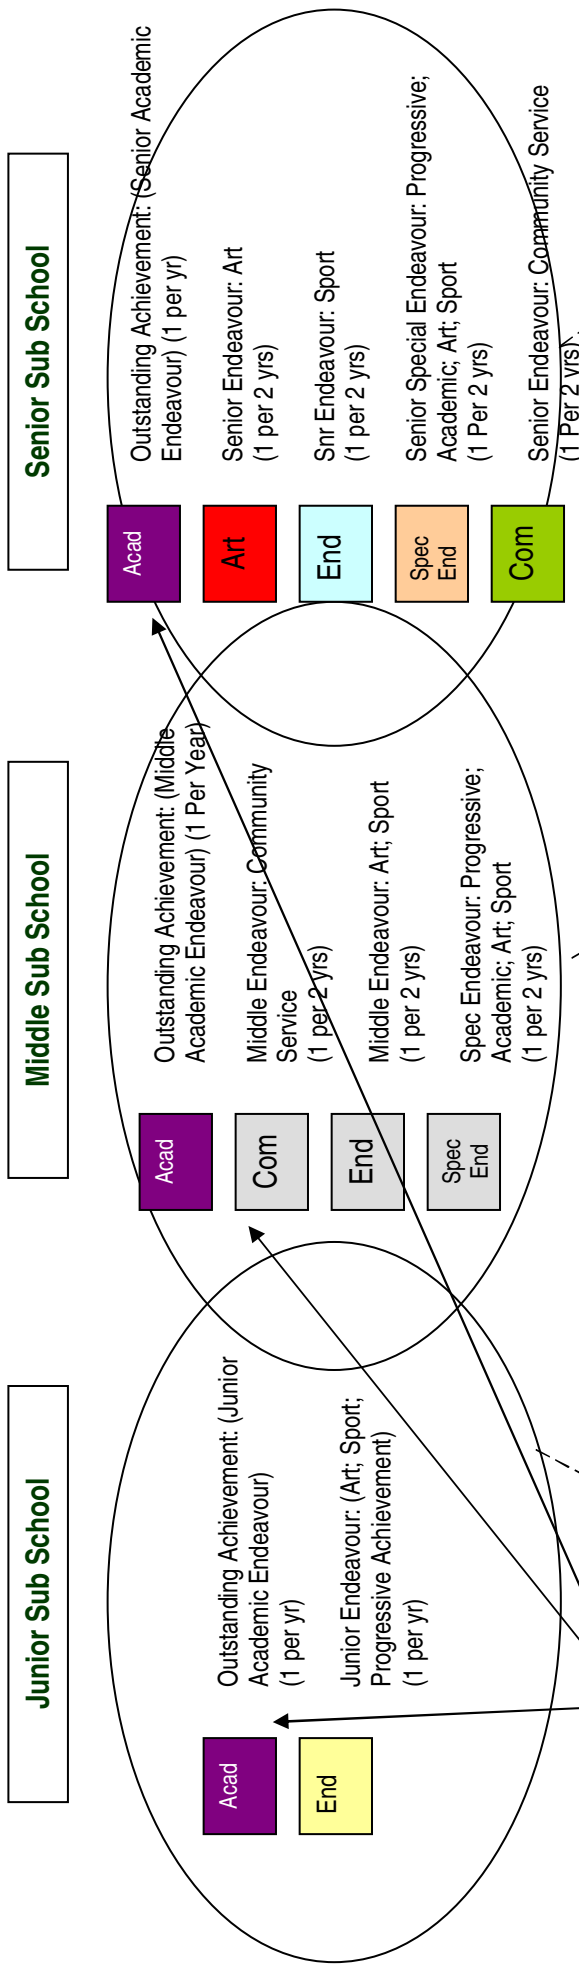 Junior Sub School
Acad
Outstanding Achievement: (Junior
Academic Endeavour)
(1 per yr)
End
Junior Endeavour: (Art; Sport;
Progressive Achievement)
(1 per yr)
Middle Sub School
Acad
Outstanding Achievement: (Middle
Academic Endeavour) (1 Per Year)
Com
Middle Endeavour: Community
Service
(1 per 2 yrs)
End
Middle Endeavour: Art; Sport
(1 per 2 yrs)
Spec
End
Spec Endeavour: Progressive;
Academic; Art; Sport
(1 per 2 yrs)
Senior Sub School
Acad
Outstanding Achievement: (Senior Academic
Endeavour) (1 per yr)
Art
Senior Endeavour: Art
(1 per 2 yrs)
End
Snr Endeavour: Sport
(1 per 2 yrs)
Spec
End
Senior Special Endeavour: Progressive;
Academic; Art; Sport
(1 Per 2 yrs)
Com
Senior Endeavour: Community Service
(1 Per 2 yrs)